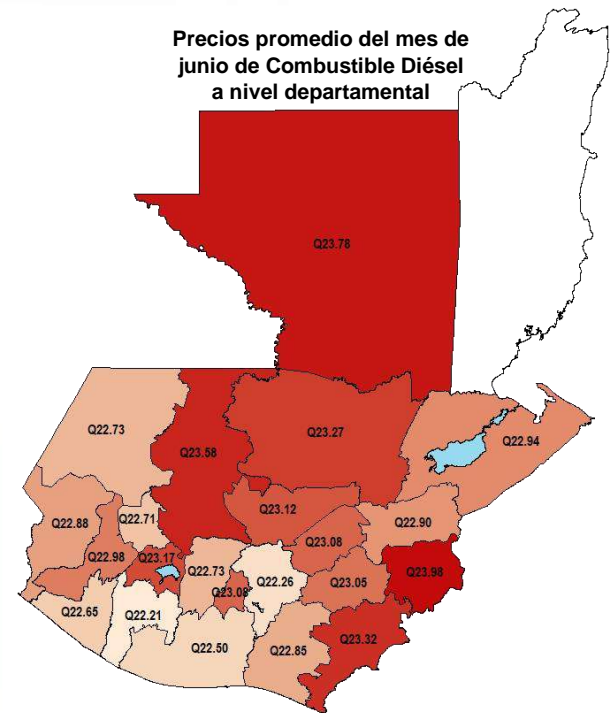 Precios promedio del mes de
junio de Combustible Diésel
a nivel departamental
Q23.78
Q22.73
Q23.58
Q23.27
Q22.94
Q22.88
Q22.71
Q23.12
Q22.90
Q22.98
Q23.17
Q22.73
Q23.08
Q22.26
Q23.08
Q23.05
Q23.98
Q22.65
Q22.21
Q22.50
Q22.85
Q23.32